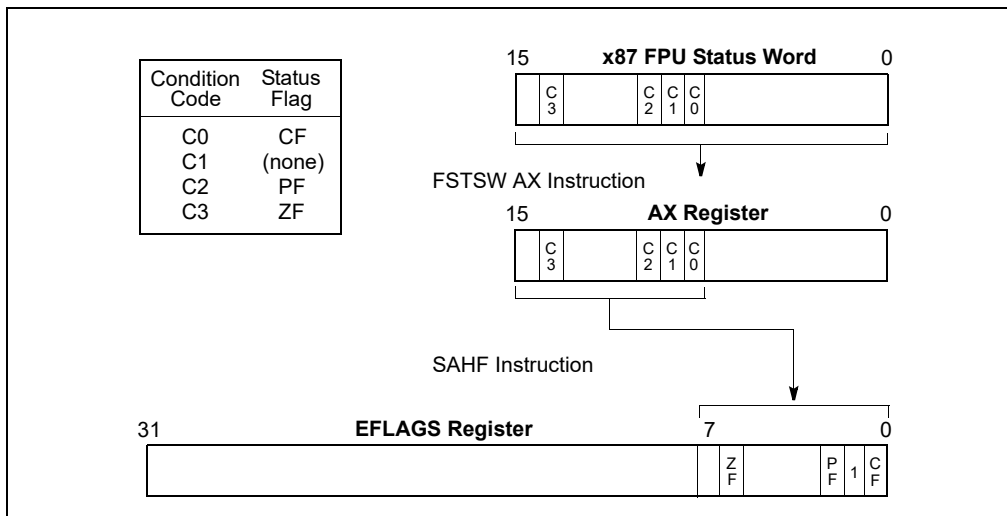 Condition Code Status Flag
C0 CF
C1 (none)
C2 PF
C3 ZF
15 x87 FPU Status Word 0
C3 C2 C1 C0
FSTSW AX Instruction
15 AX Register 0
C3 C2 C1 C0
SAHF Instruction
31 EFLAGS Register 7 0
ZF PF 1 CF